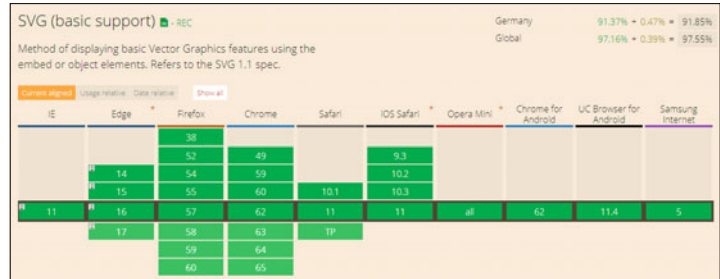 SVG (basic support) - REC
Germany 91.37% + 0.47% = 91.85%
Global 97.16% + 0.39% = 97.55%
Method of displaying basic Vector Graphics features using the
embed or object elements. Refers to the SVG 1.1 spec.
Current aligned Usage relative Date relative Show all
IE Edge * Firefox Chrome Safari iOS Safari * Opera Mini * Chrome for Android UC Browser for Android Samsung Internet
38
52 49 9.3
14 54 59 10.2
15 55 60 10.1 10.3
11 16 57 62 11 11 all 62 11.4 5
17 58 63 TP
59 64
60 65